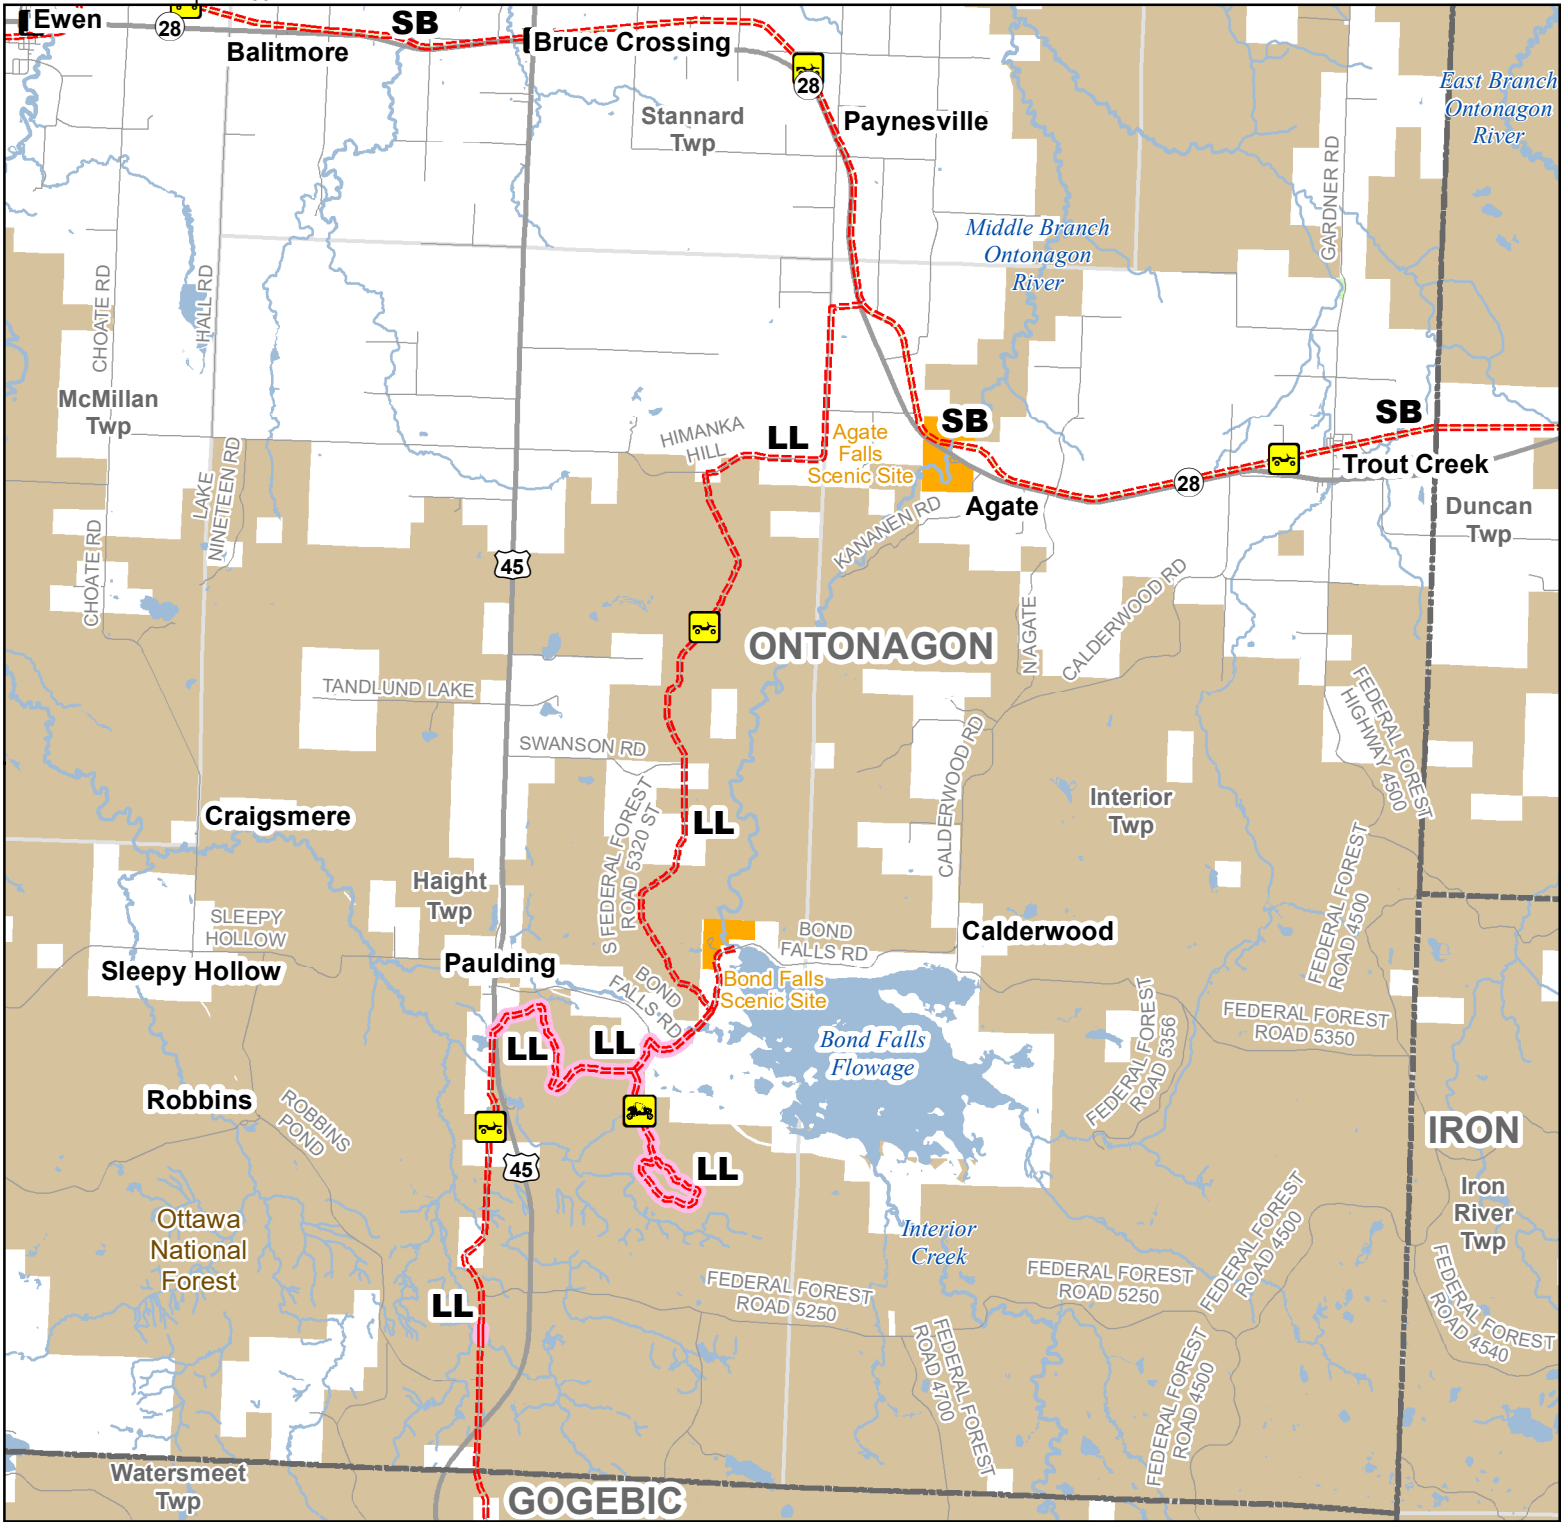 Ewen
28
Balitmore
SB
Bruce Crossing
28
Stannard
Twp
Paynesville
East Branch
Ontonagon
River
GARDNER RD
Middle Branch
Ontonagon
River
CHOATE RD
HALL RD
McMillan
Twp
HIMANKA
HILL
LL
Agate
Falls
Scenic Site
SB
SB
Trout Creek
28
Agate
Duncan
Twp
LAKE
NINETEEN RD
CHOATE RD
45
KANANEN RD
N AGATE
CALDERWOOD RD
ONTONAGON
TANDLUND LAKE
SWANSON RD
FEDERAL FOREST
HIGHWAY 4500
Craigsmere
LL
S FEDERAL FOREST
ROAD 5320 ST
CALDERWOOD RD
Interior
Twp
Haight
Twp
FEDERAL FOREST
ROAD 4500
SLEEPY
HOLLOW
Sleepy Hollow
Paulding
BOND
FALLS RD
BOND
FALLS RD
Calderwood
Bond Falls
Scenic Site
LL
LL
Bond Falls
Flowage
FEDERAL FOREST
ROAD 5356
FEDERAL FOREST
ROAD 5350
Robbins
ROBBINS
POND
IRON
45
LL
Iron
River
Twp
Ottawa
National
Forest
Interior
Creek
FEDERAL FOREST
ROAD 4500
LL
FEDERAL FOREST
ROAD 5250
FEDERAL FOREST
ROAD 5250
FEDERAL FOREST
ROAD 4540
FEDERAL FOREST
ROAD 4700
FEDERAL FOREST
ROAD 4500
Watersmeet
Twp
GOGEBIC